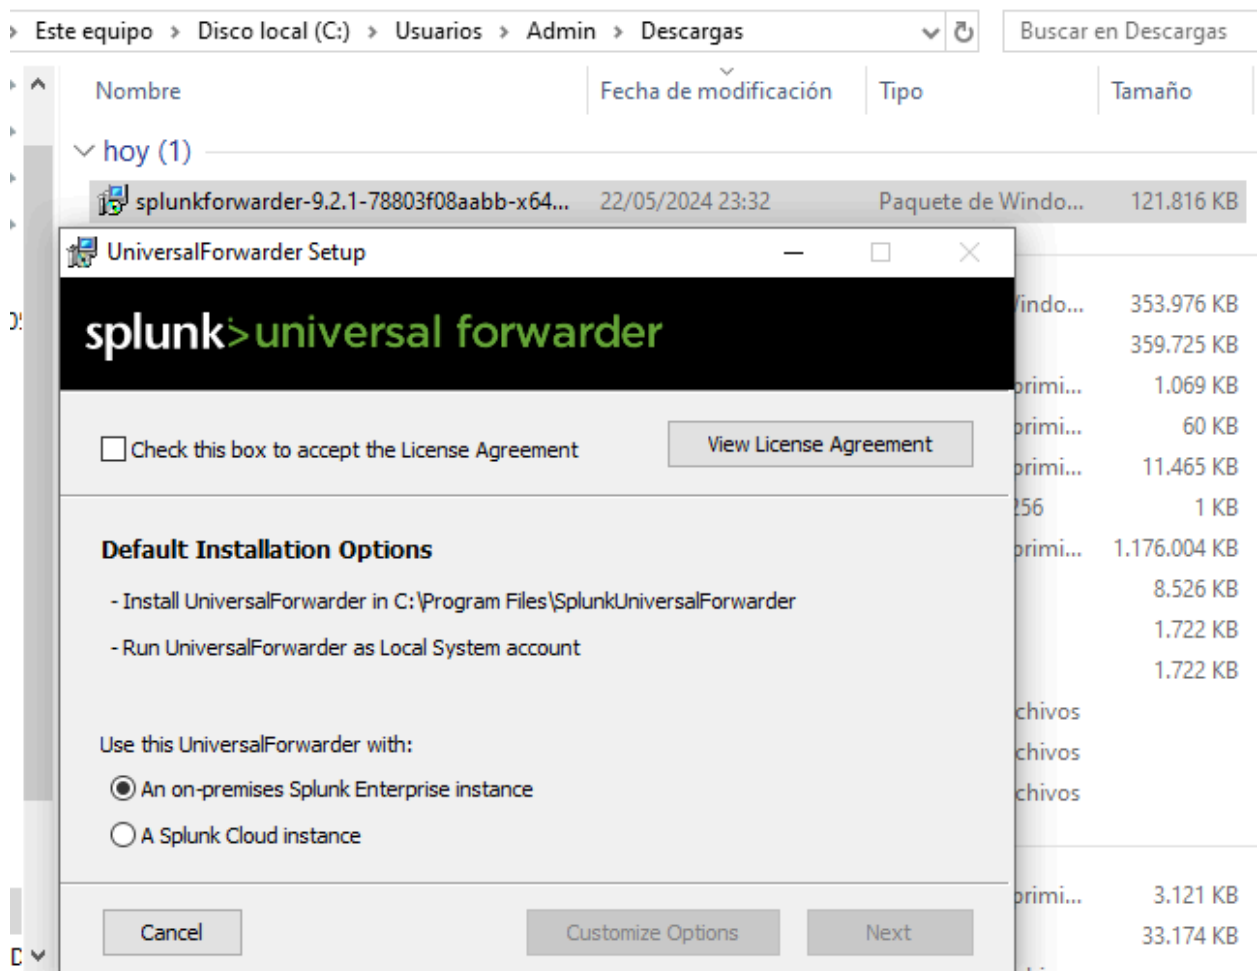 Este equipo > Disco local (C:) > Usuarios > Admin > Descargas Buscar en Descargas
Nombre Fecha de modificación Tipo Tamaño
hoy (1)
splunkforwarder-9.2.1-78803f08aabb-x64... 22/05/2024 23:32 Paquete de Windo... 121.816 KB
UniversalForwarder Setup
splunk>universal forwarder
Check this box to accept the License Agreement View License Agreement
Default Installation Options
- Install UniversalForwarder in C:\Program Files\SplunkUniversalForwarder
- Run UniversalForwarder as Local System account
Use this UniversalForwarder with:
An on-premises Splunk Enterprise instance
A Splunk Cloud instance
Cancel Customize Options Next
353.976 KB
359.725 KB
primi... 1.069 KB
primi... 60 KB
primi... 11.465 KB
256 1 KB
primi... 1.176.004 KB
8.526 KB
1.722 KB
1.722 KB
chivos
chivos
chivos
primi... 3.121 KB
33.174 KB